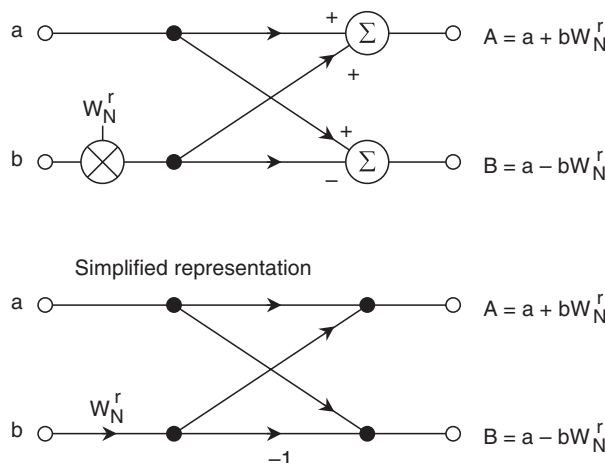 a
+
Σ
A = a + bW_N^r
+
W_N^r
+
b
–
Σ
B = a – bW_N^r
Simplified representation
a
A = a + bW_N^r
W_N^r
b
–1
B = a – bW_N^r